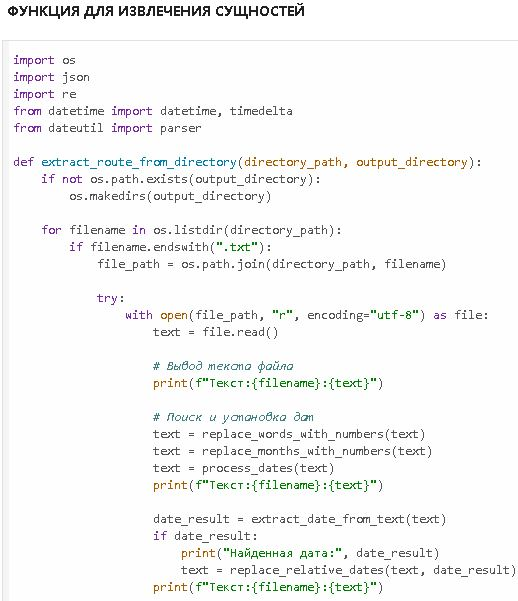 ФУНКЦИЯ ДЛЯ ИЗВЛЕЧЕНИЯ СУЩНОСТЕЙ
import os
import json
import re
from datetime import datetime, timedelta
from dateutil import parser
def extract_route_from_directory(directory_path, output_directory):
    if not os.path.exists(output_directory):
        os.makedirs(output_directory)
    for filename in os.listdir(directory_path):
        if filename.endswith(".txt"):
            file_path = os.path.join(directory_path, filename)
            try:
                with open(file_path, "r", encoding="utf-8") as file:
                    text = file.read()
                    # Вывод текста файла
                    print(f"Текст:{filename}:{text}")
                    # Поиск и установка дат
                    text = replace_words_with_numbers(text)
                    text = replace_months_with_numbers(text)
                    text = process_dates(text)
                    print(f"Текст:{filename}:{text}")
                    date_result = extract_date_from_text(text)
                    if date_result:
                        print("Найденная дата:", date_result)
                        text = replace_relative_dates(text, date_result)
                    print(f"Текст:{filename}:{text}")